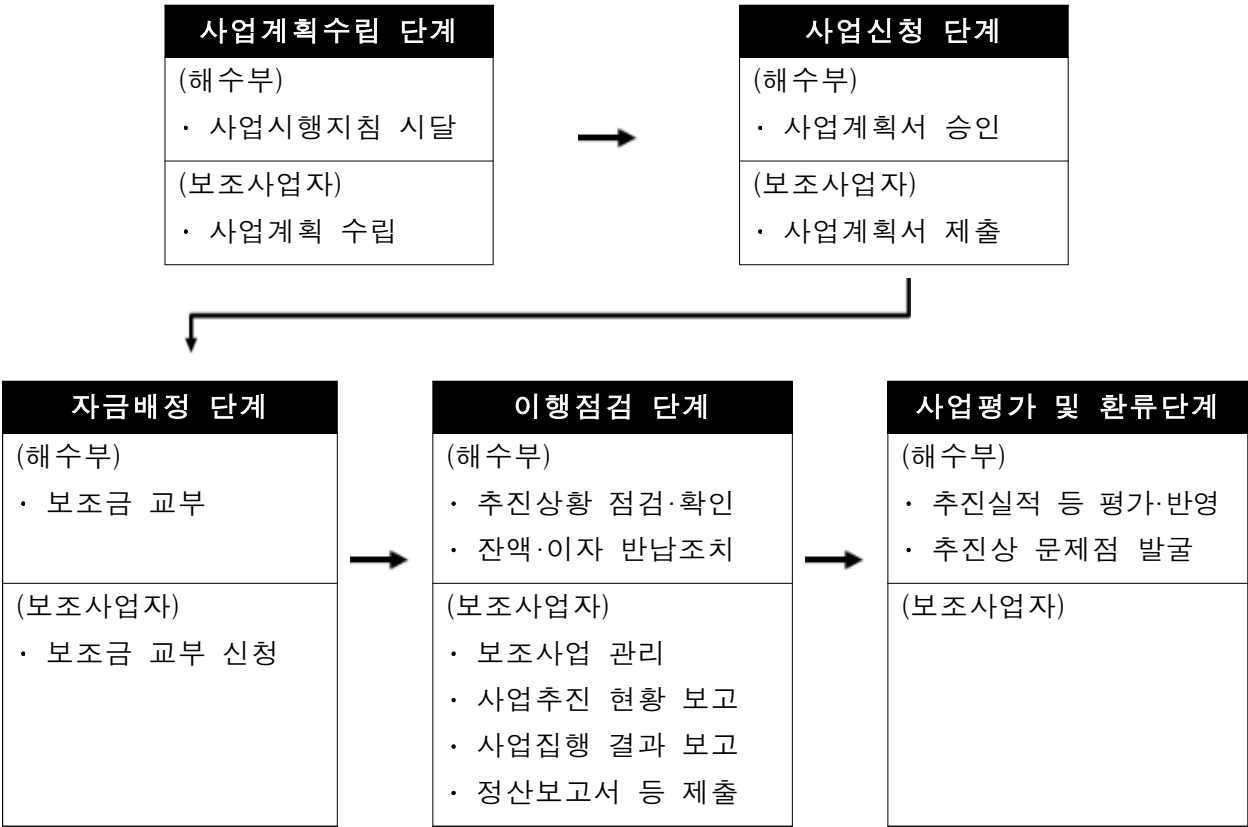 사업계획수립 단계
(해수부)
· 사업시행지침 시달
(보조사업자)
· 사업계획 수립
사업신청 단계
(해수부)
· 사업계획서 승인
(보조사업자)
· 사업계획서 제출
자금배정 단계
(해수부)
· 보조금 교부
(보조사업자)
· 보조금 교부 신청
이행점검 단계
(해수부)
· 추진상황 점검·확인
· 잔액·이자 반납조치
(보조사업자)
· 보조사업 관리
· 사업추진 현황 보고
· 사업집행 결과 보고
· 정산보고서 등 제출
사업평가 및 환류단계
(해수부)
· 추진실적 등 평가·반영
· 추진상 문제점 발굴
(보조사업자)